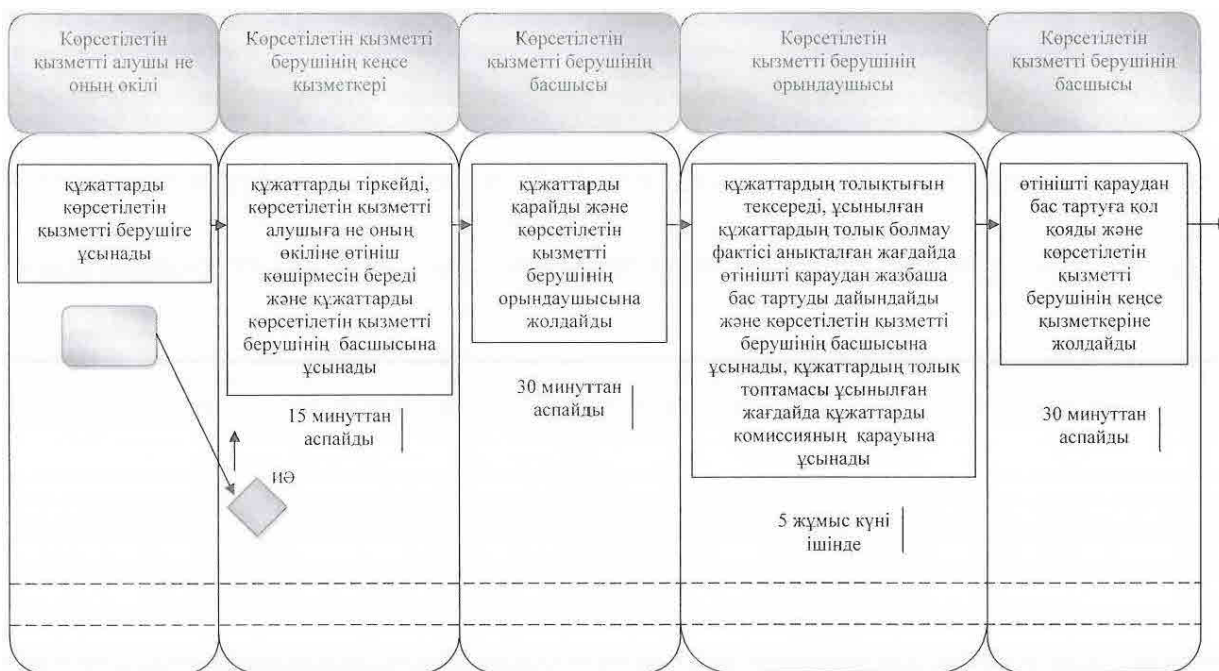 Көрсетілетін
қызметті алушы не
оның өкілі
Көрсетілетін қызметті
берушінің кеңсе
қызметкері
Көрсетілетін
қызметті берушінің
басшысы
Көрсетілетін
қызметті берушінің
орындаушысы
Көрсетілетін
қызметті берушінің
басшысы
құжаттарды
көрсетілетін
қызметті берушіге
ұсынады
құжаттарды тіркейді,
көрсетілетін қызметті
алушыға не оның
өкіліне өтініш
көшірмесін береді
және құжаттарды
көрсетілетін қызметті
берушінің басшысына
ұсынады
15 минуттан
аспайды
ИӘ
құжаттарды
қарайды және
көрсетілетін
қызметті
берушінің
орындаушысына
жолдайды
30 минуттан
аспайды
құжаттардың толықтығын
тексереді, ұсынылған
құжаттардың толық болмау
фактісі анықталған жағдайда
өтінішті қараудан жазбаша
бас тартуды дайындайды
және көрсетілетін қызметті
берушінің басшысына
ұсынады, құжаттардың толық
топтамасы ұсынылған
жағдайда құжаттарды
комиссияның қарауына
ұсынады
5 жұмыс күні
ішінде
өтінішті қараудан
бас тартуға қол
қояды және
көрсетілетін
қызметті
берушінің кеңсе
қызметкеріне
жолдайды
30 минуттан
аспайды